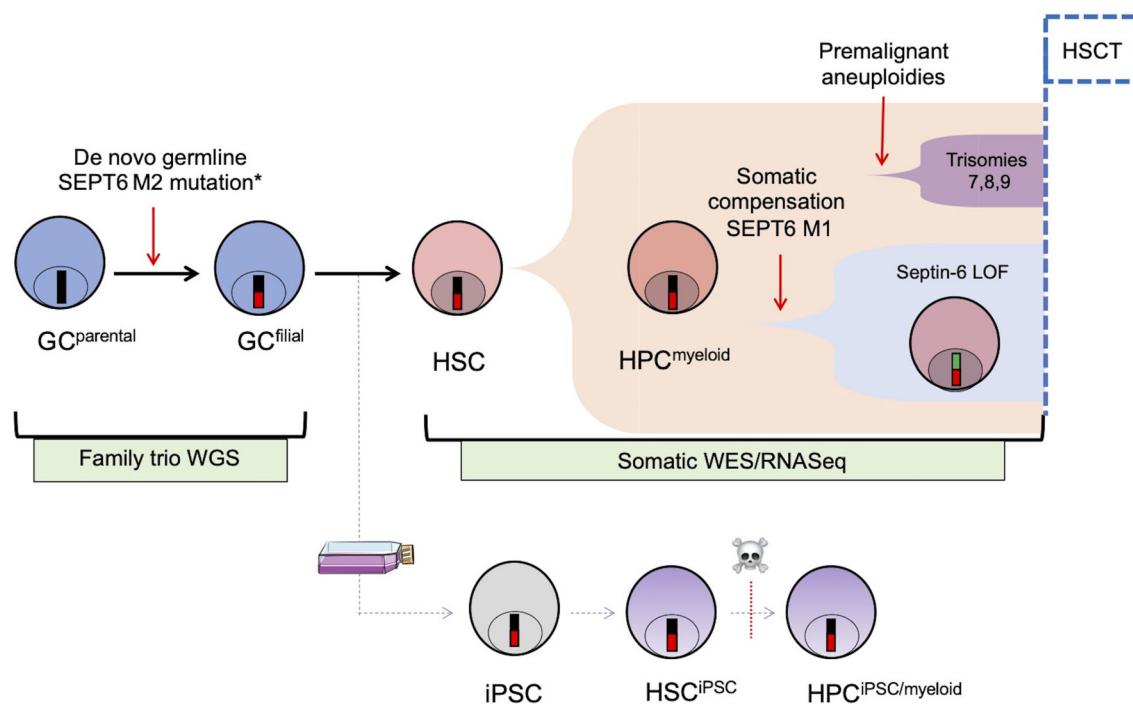 HSCT
Premalignant
aneuploidies
De novo germline
SEPT6 M2 mutation*
Trisomies
7,8,9
Somatic
compensation
SEPT6 M1
Septin-6 LOF
GCparental
GCfilial
HSC
HPCmyeloid
Family trio WGS
Somatic WES/RNASeq
iPSC
HSCiPSC
HPCiPSC/myeloid